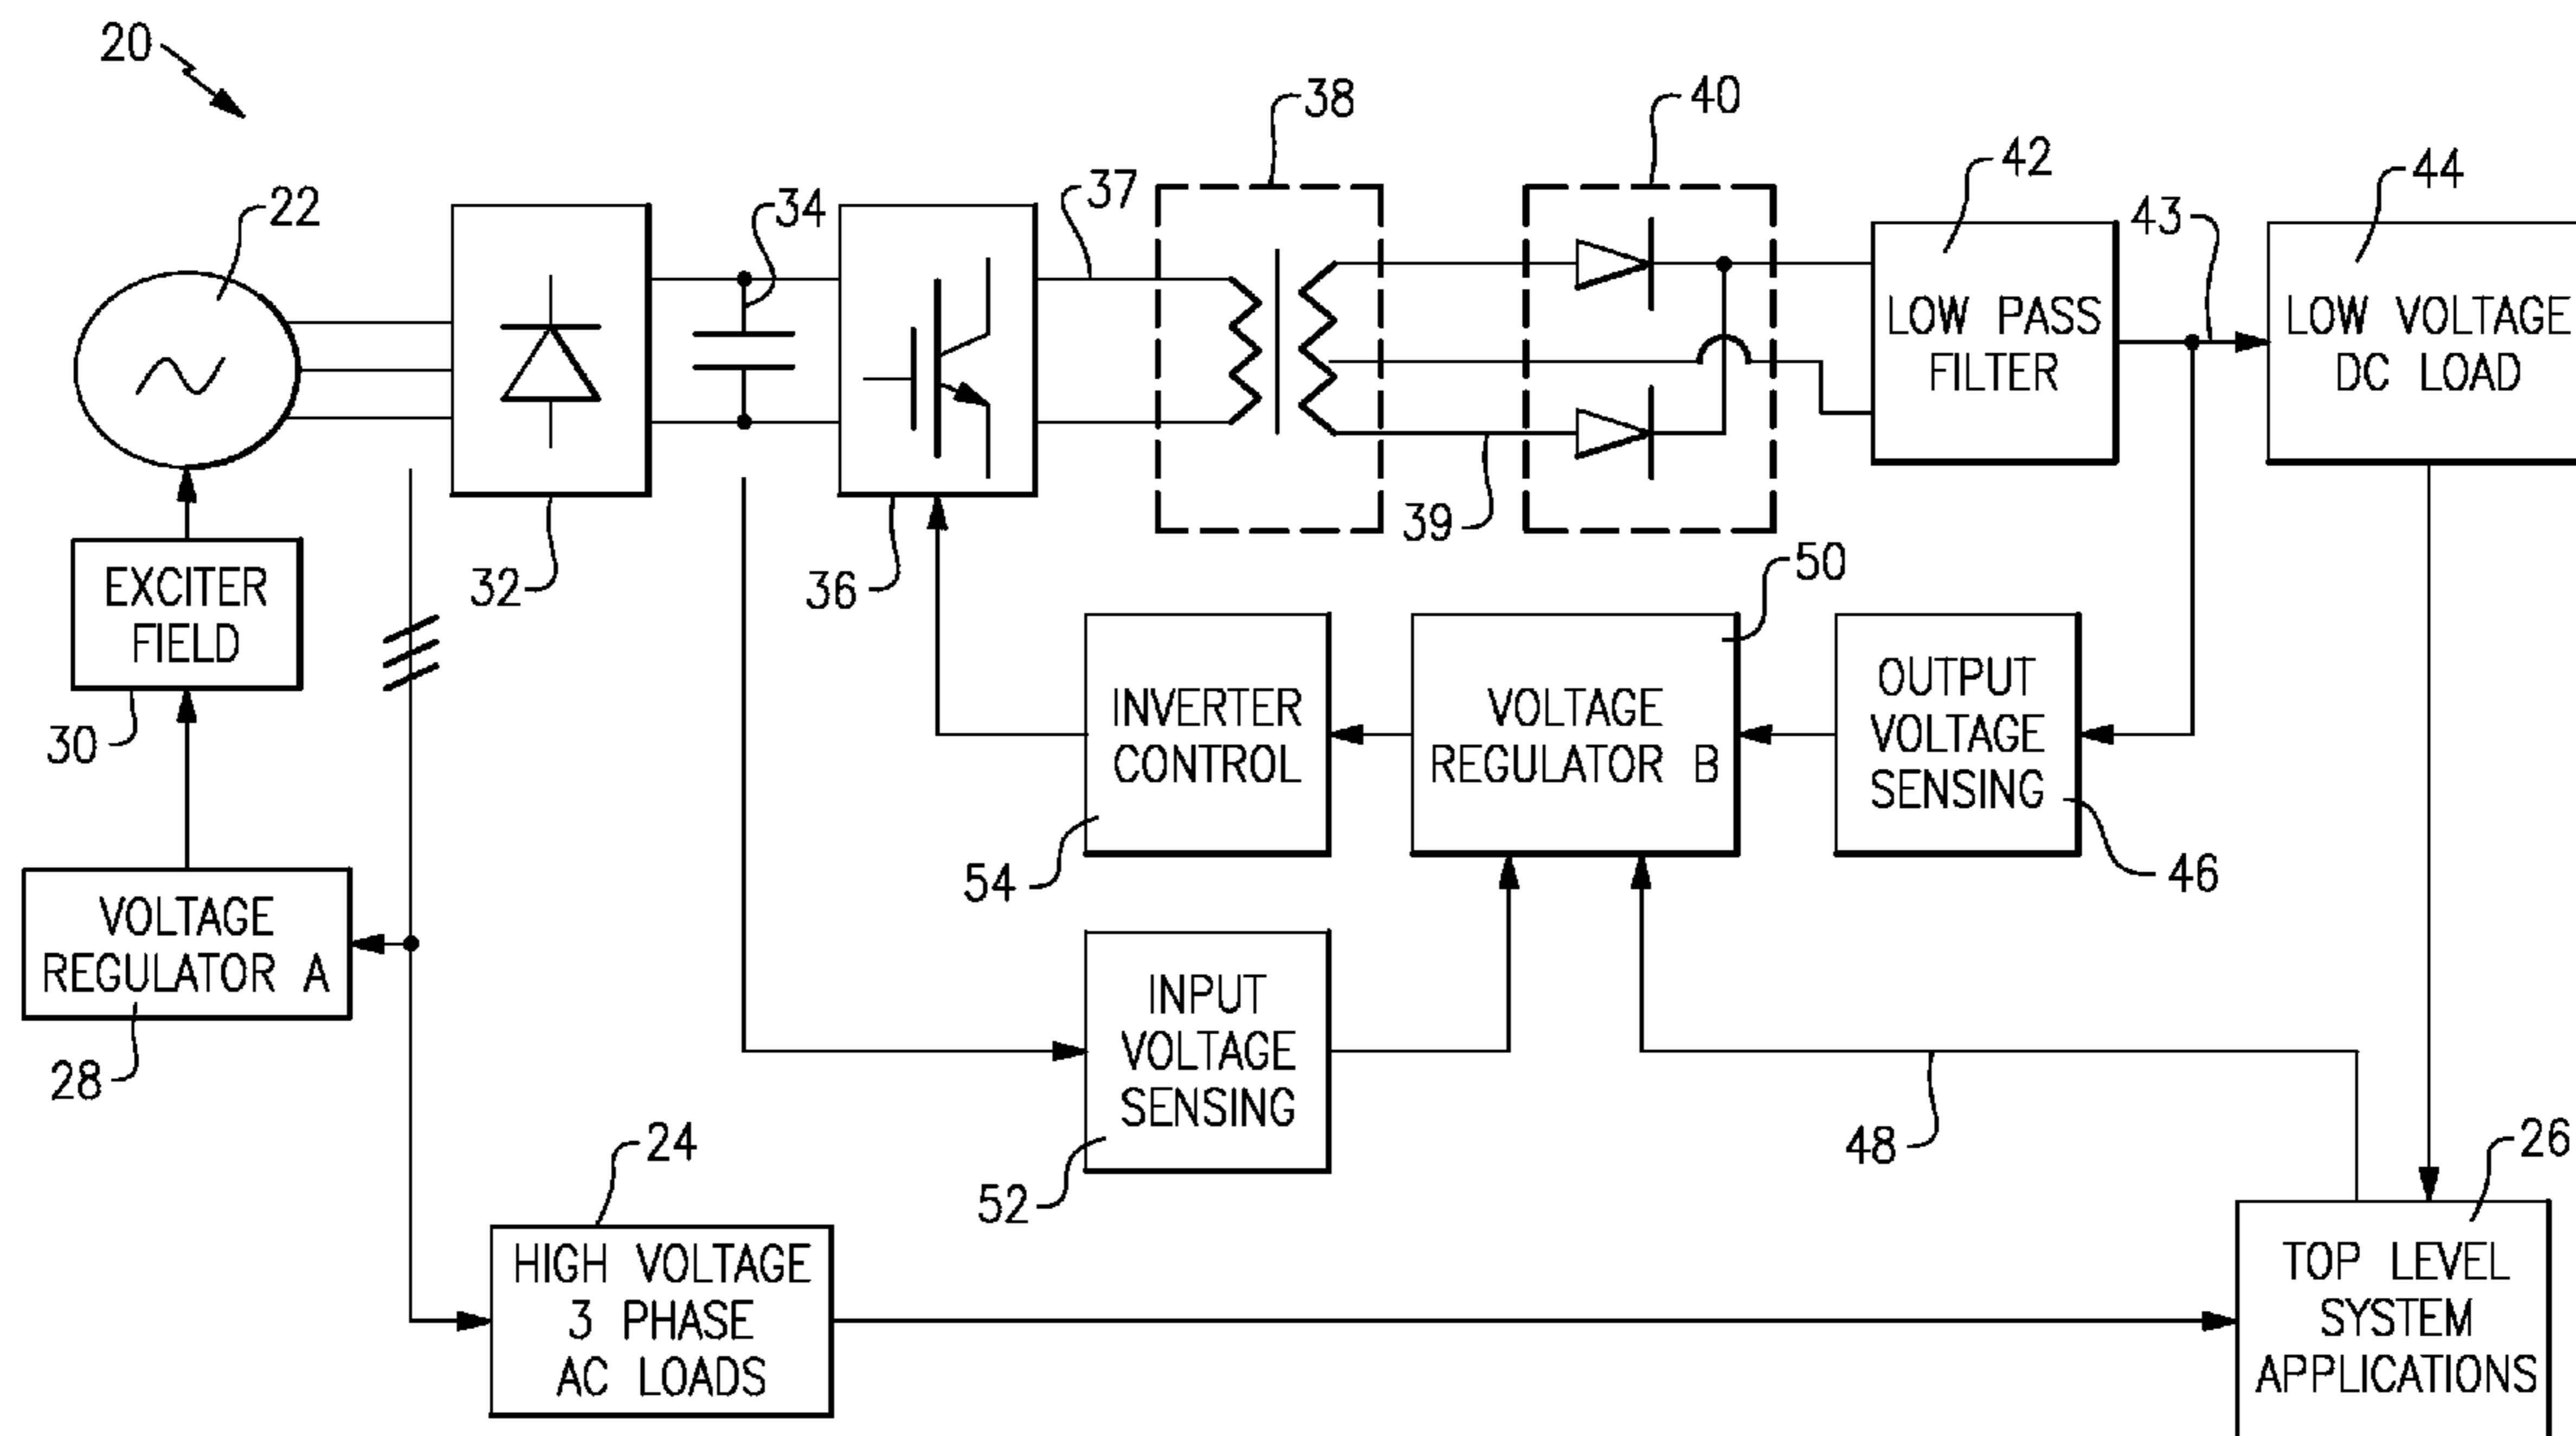 20
38
40
42
44
22
34
37
43
LOW PASS
FILTER
LOW VOLTAGE
DC LOAD
39
32
36
50
EXCITER
FIELD
30
INVERTER
CONTROL
54
VOLTAGE
REGULATOR B
OUTPUT
VOLTAGE
SENSING
46
VOLTAGE
REGULATOR A
28
INPUT
VOLTAGE
SENSING
52
48
24
26
HIGH VOLTAGE
3 PHASE
AC LOADS
TOP LEVEL
SYSTEM
APPLICATIONS